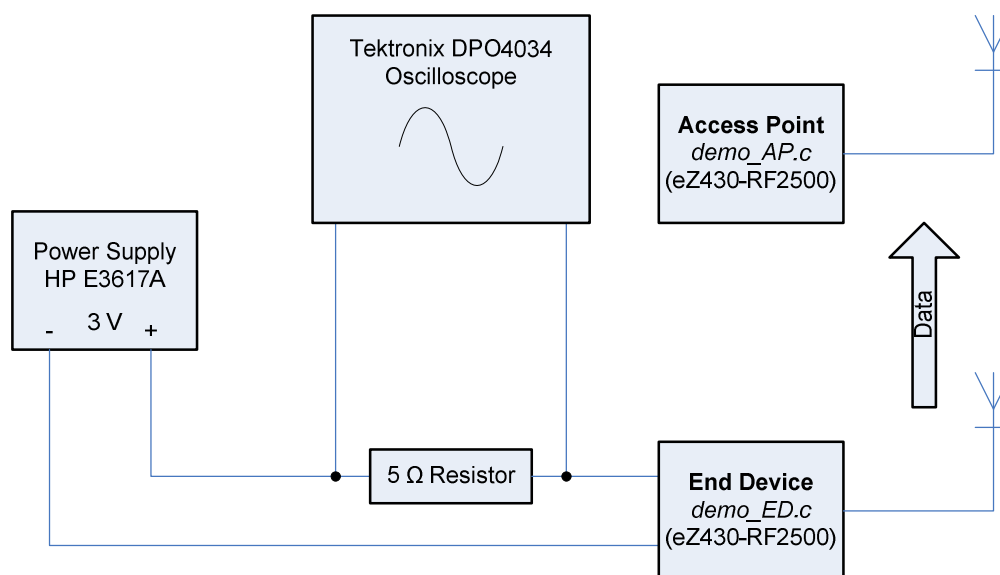 Tektronix DPO4034
Oscilloscope
Access Point
demo_AP.c
(eZ430-RF2500)
Power Supply
HP E3617A
- 3 V +
Data
5 Ω Resistor
End Device
demo_ED.c
(eZ430-RF2500)